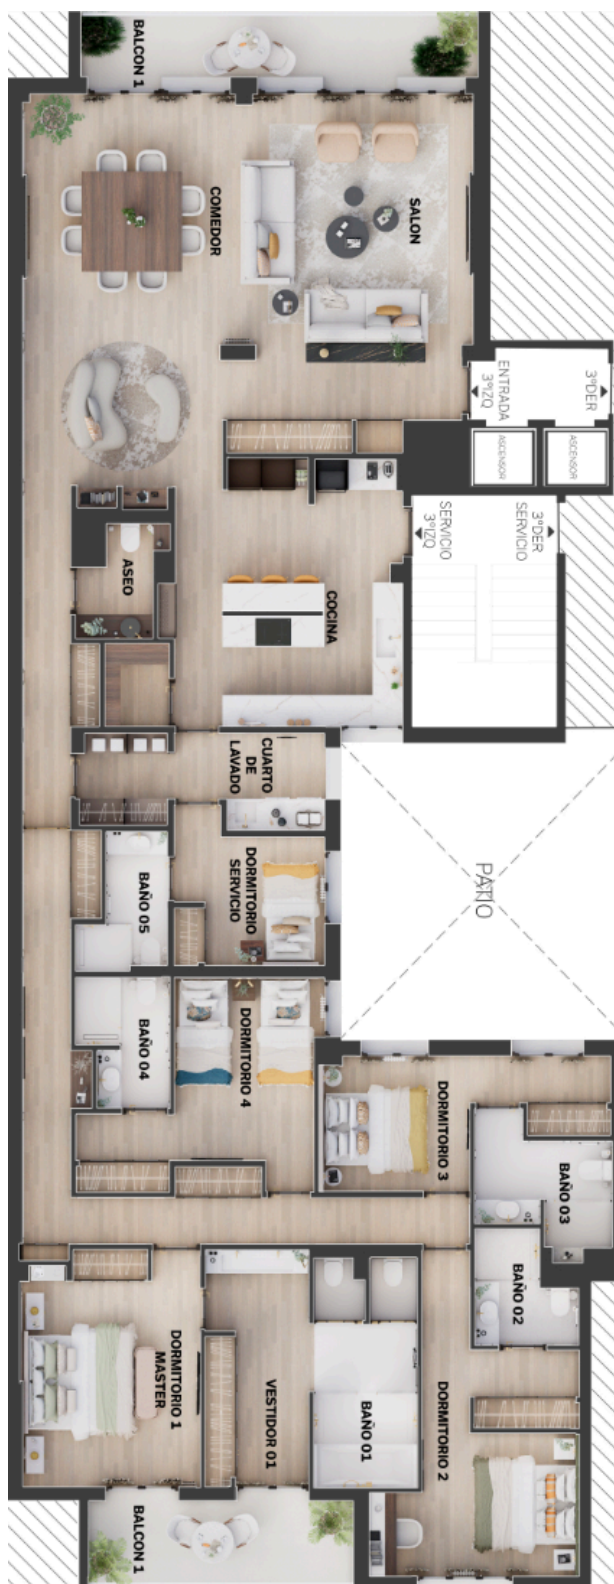 BALCON 1
COMEDOR
SALON
ENTRADA
3ºIZQ
3ºDER
ASCENSOR
ASCENSOR
SERVICIO
3ºIZQ
3ºDER
SERVICIO
ASEO
COCINA
CUARTO
DE
LAVADO
DORMITORIO
SERVICIO
BAÑO 05
PATIO
BAÑO 04
DORMITORIO 4
DORMITORIO 3
BAÑO 03
BAÑO 02
DORMITORIO 1
MASTER
VESTIDOR 01
BAÑO 01
DORMITORIO 2
BALCON 1